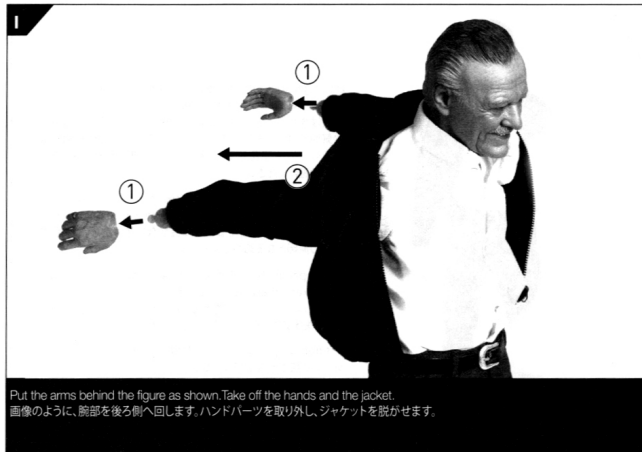 I
①
②
①
Put the arms behind the figure as shown.Take off the hands and the jacket.
画像のように、腕部を後ろ側へ回します。ハンドパーツを取り外し、ジャケットを脱がせます。